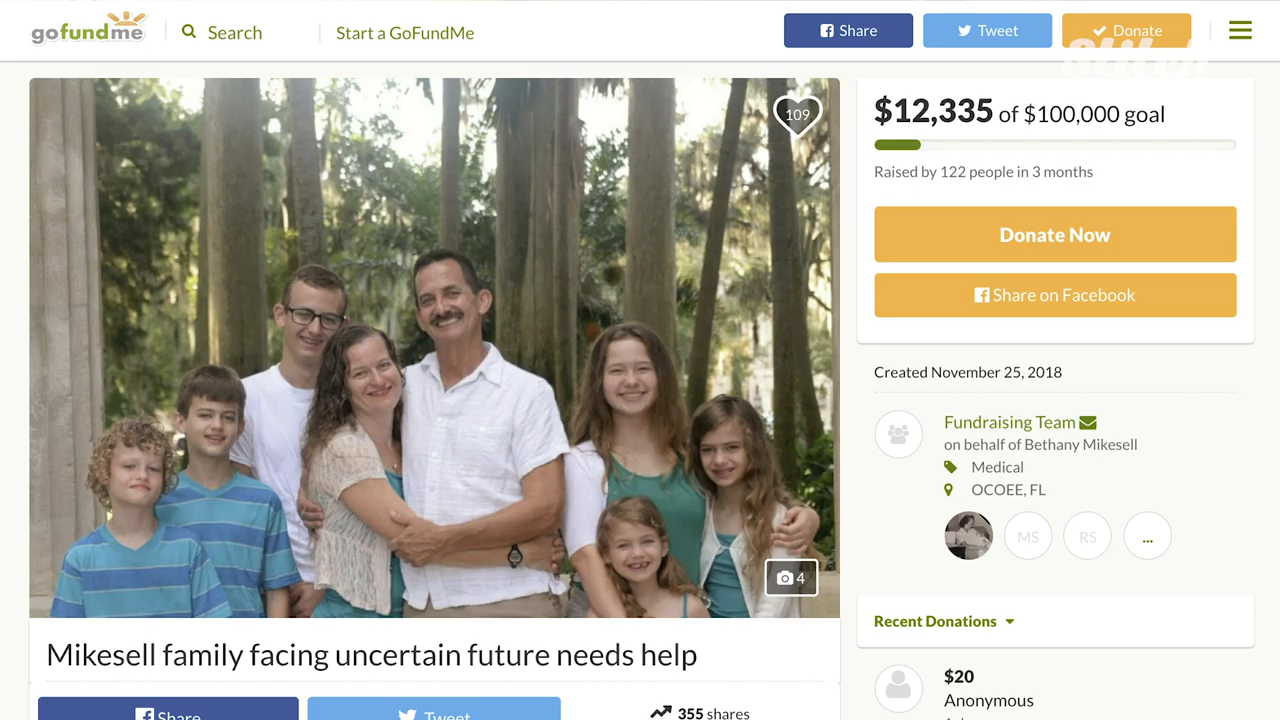 gofundme
Search
Start a GoFundMe
Share
Tweet
Donate
109
4
Mikesell family facing uncertain future needs help
Share
Tweet
355 shares
$12,335 of $100,000 goal
Raised by 122 people in 3 months
Donate Now
Share on Facebook
Created November 25, 2018
Fundraising Team
on behalf of Bethany Mikesell
Medical
OCOEE, FL
MS
RS
...
Recent Donations
$20
Anonymous